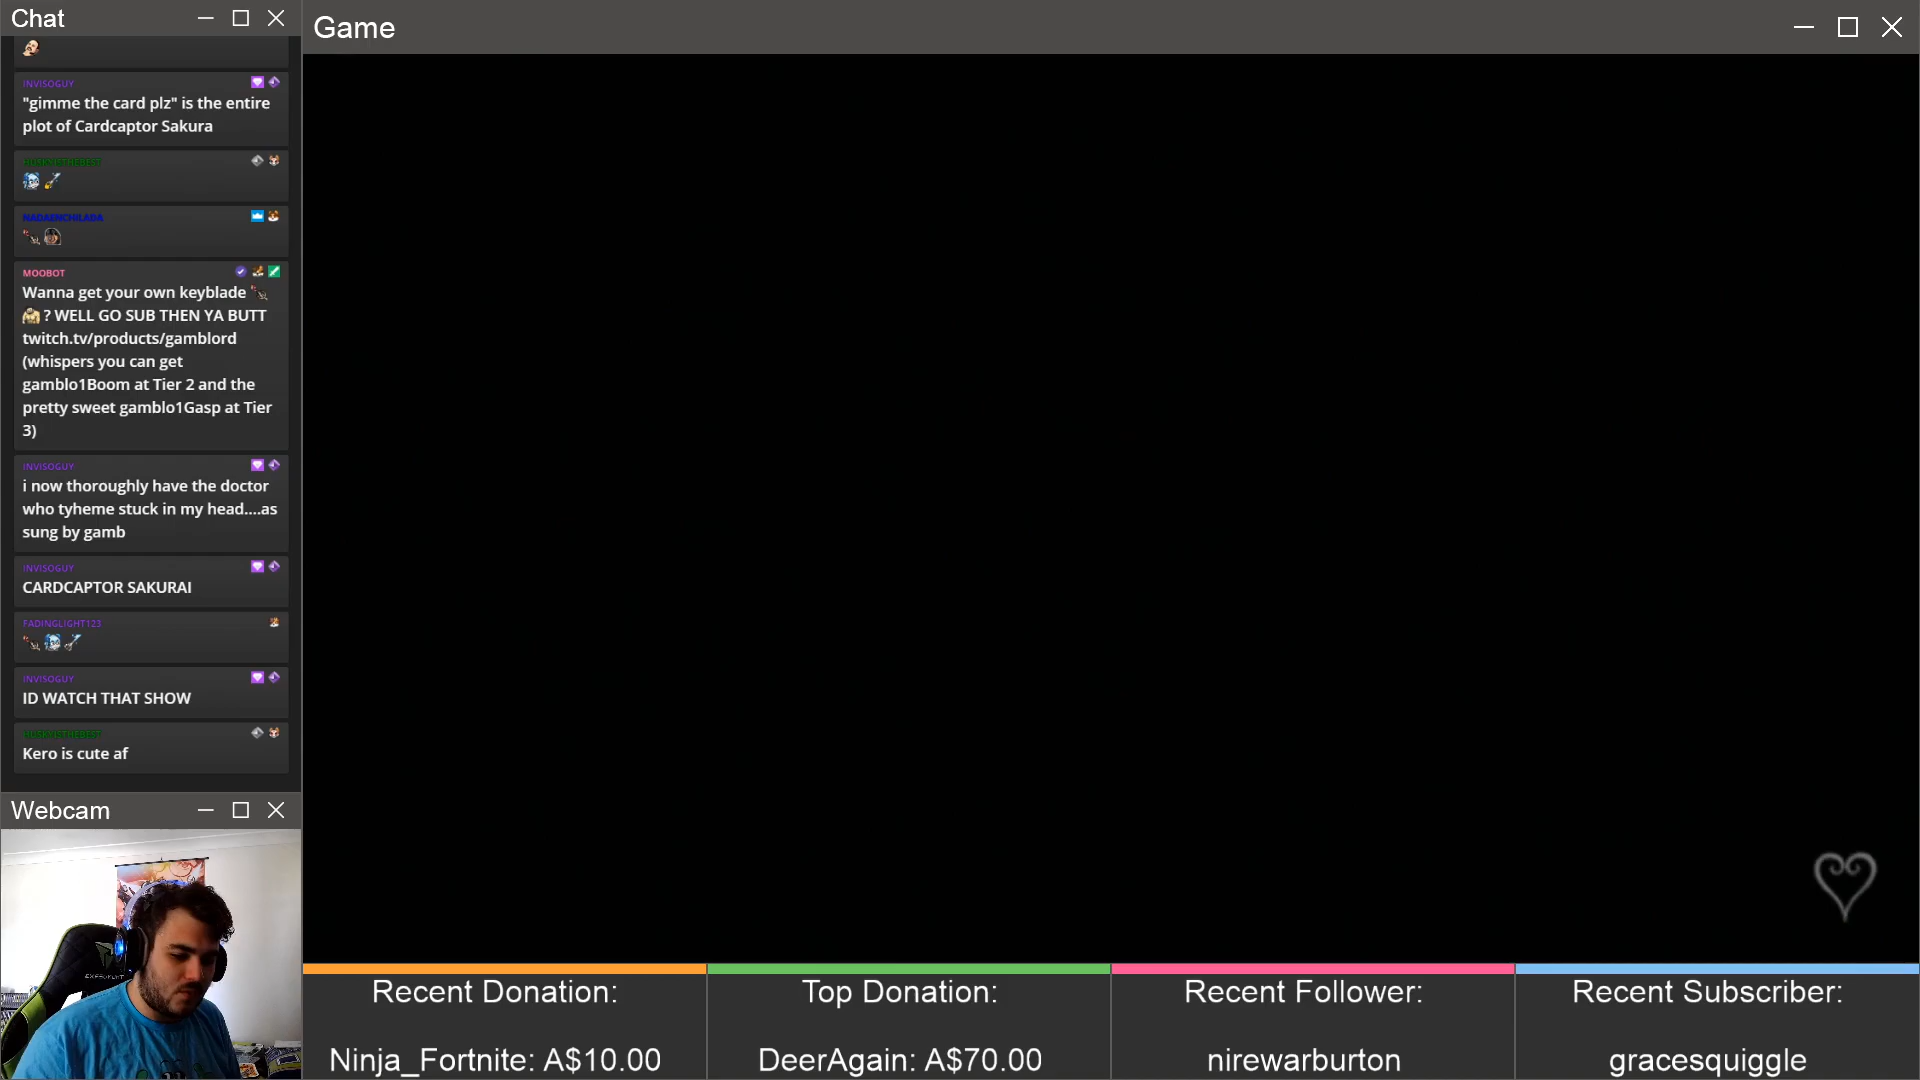 Chat
Game
INVISOGUY
"gimme the card plz" is the entire
plot of Cardcaptor Sakura
HUSKYISTHEBEST
NADAENCHILADA
MOOBOT
Wanna get your own keyblade
? WELL GO SUB THEN YA BUTT
twitch.tv/products/gamblord
(whispers you can get
gamblo1Boom at Tier 2 and the
pretty sweet gamblo1Gasp at Tier
3)
INVISOGUY
i now thoroughly have the doctor
who tyheme stuck in my head....as
sung by gamb
INVISOGUY
CARDCAPTOR SAKURAI
FADINGLIGHT123
INVISOGUY
ID WATCH THAT SHOW
HUSKYISTHEBEST
Kero is cute af
Webcam
Recent Donation:
Ninja_Fortnite: A$10.00
Top Donation:
DeerAgain: A$70.00
Recent Follower:
nirewarburton
Recent Subscriber:
gracesquiggle